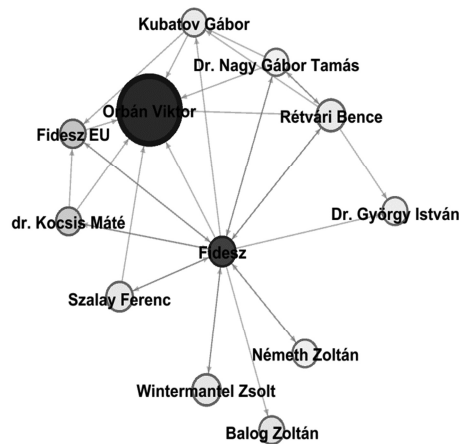 Kubatov Gábor
Dr. Nagy Gábor Tamás
Orbán Viktor
Rétvári Bence
Fidesz EU
dr. Kocsis Máté
Dr. György István
Fidesz
Szalay Ferenc
Németh Zoltán
Wintermantel Zsolt
Balog Zoltán